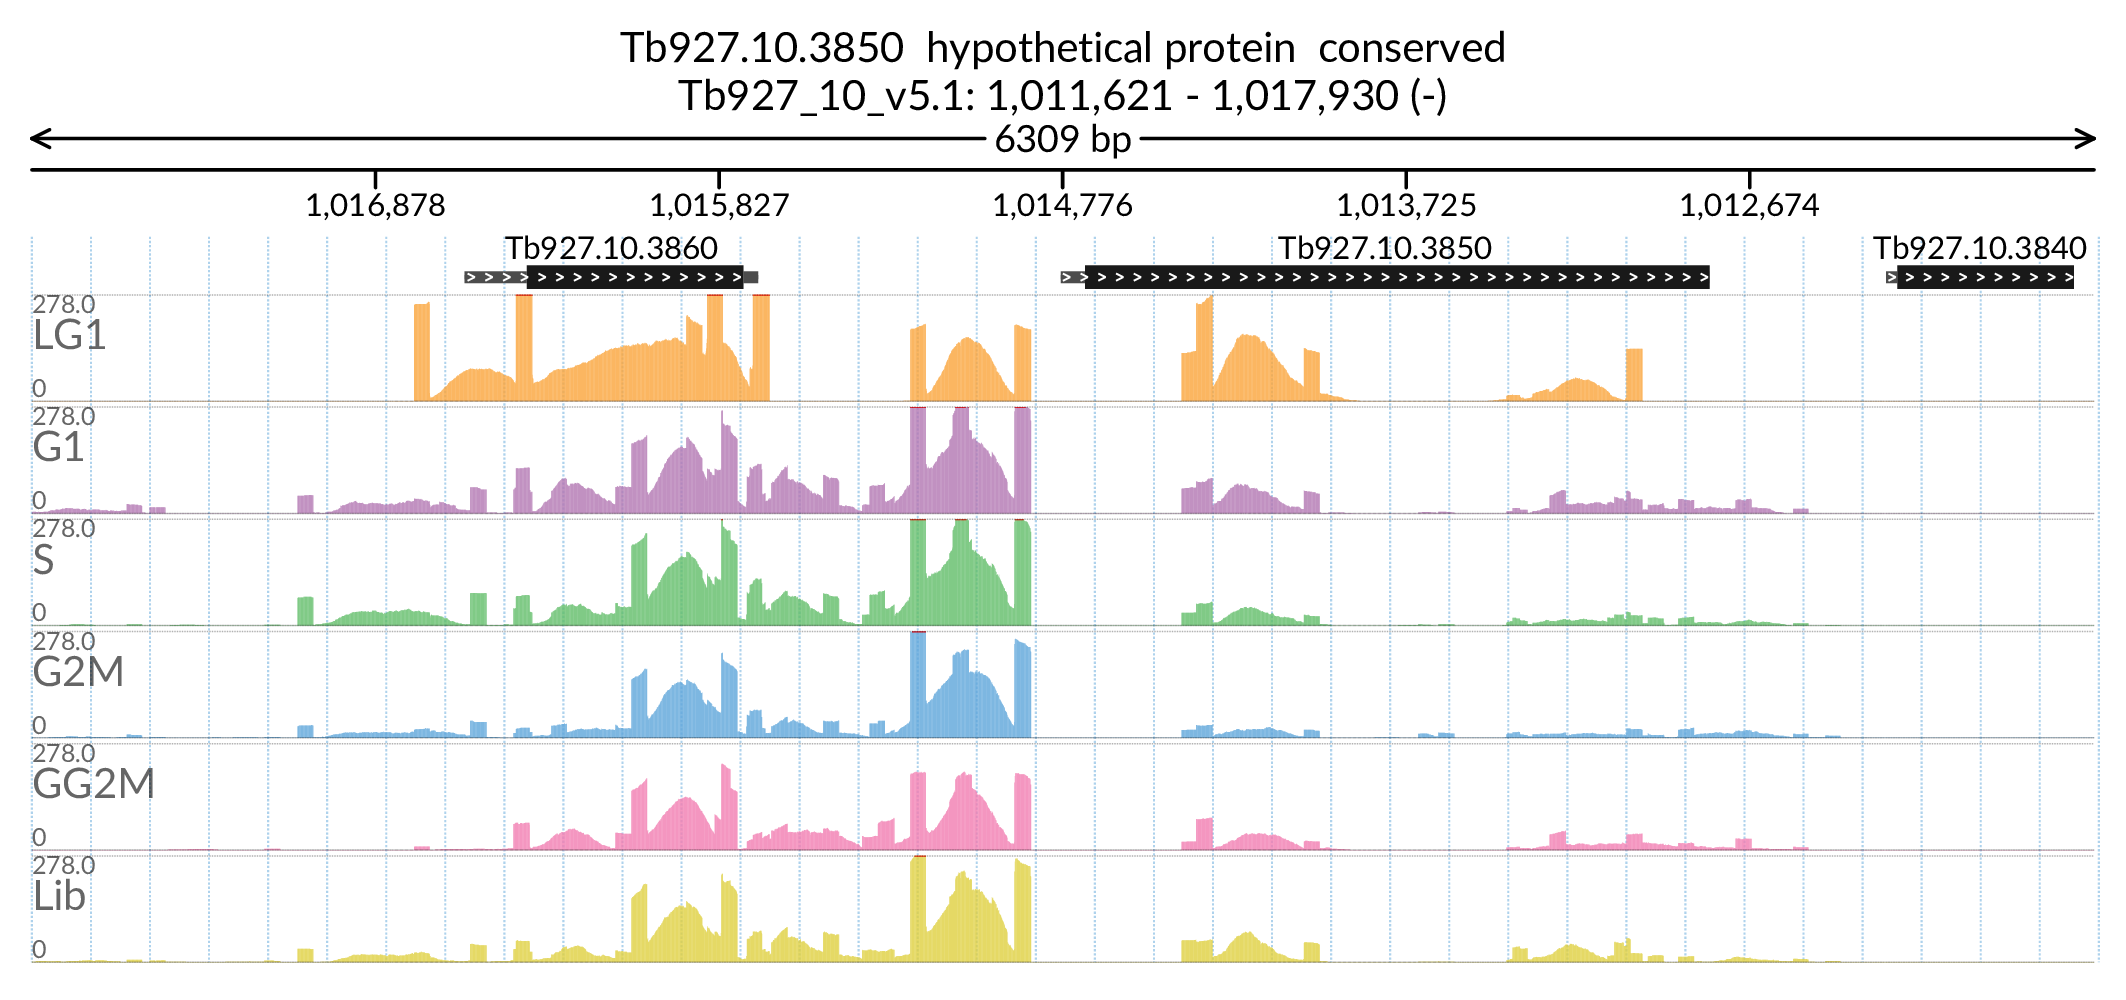 Tb927.10.3850 hypothetical protein conserved
Tb927_10_v5.1: 1,011,621 - 1,017,930 (-)
6309 bp
1,016,878 1,015,827 1,014,776 1,013,725 1,012,674
Tb927.10.3860 Tb927.10.3850 Tb927.10.3840
278.0
LG1
0
278.0
G1
0
278.0
S
0
278.0
G2M
0
278.0
GG2M
0
278.0
Lib
0